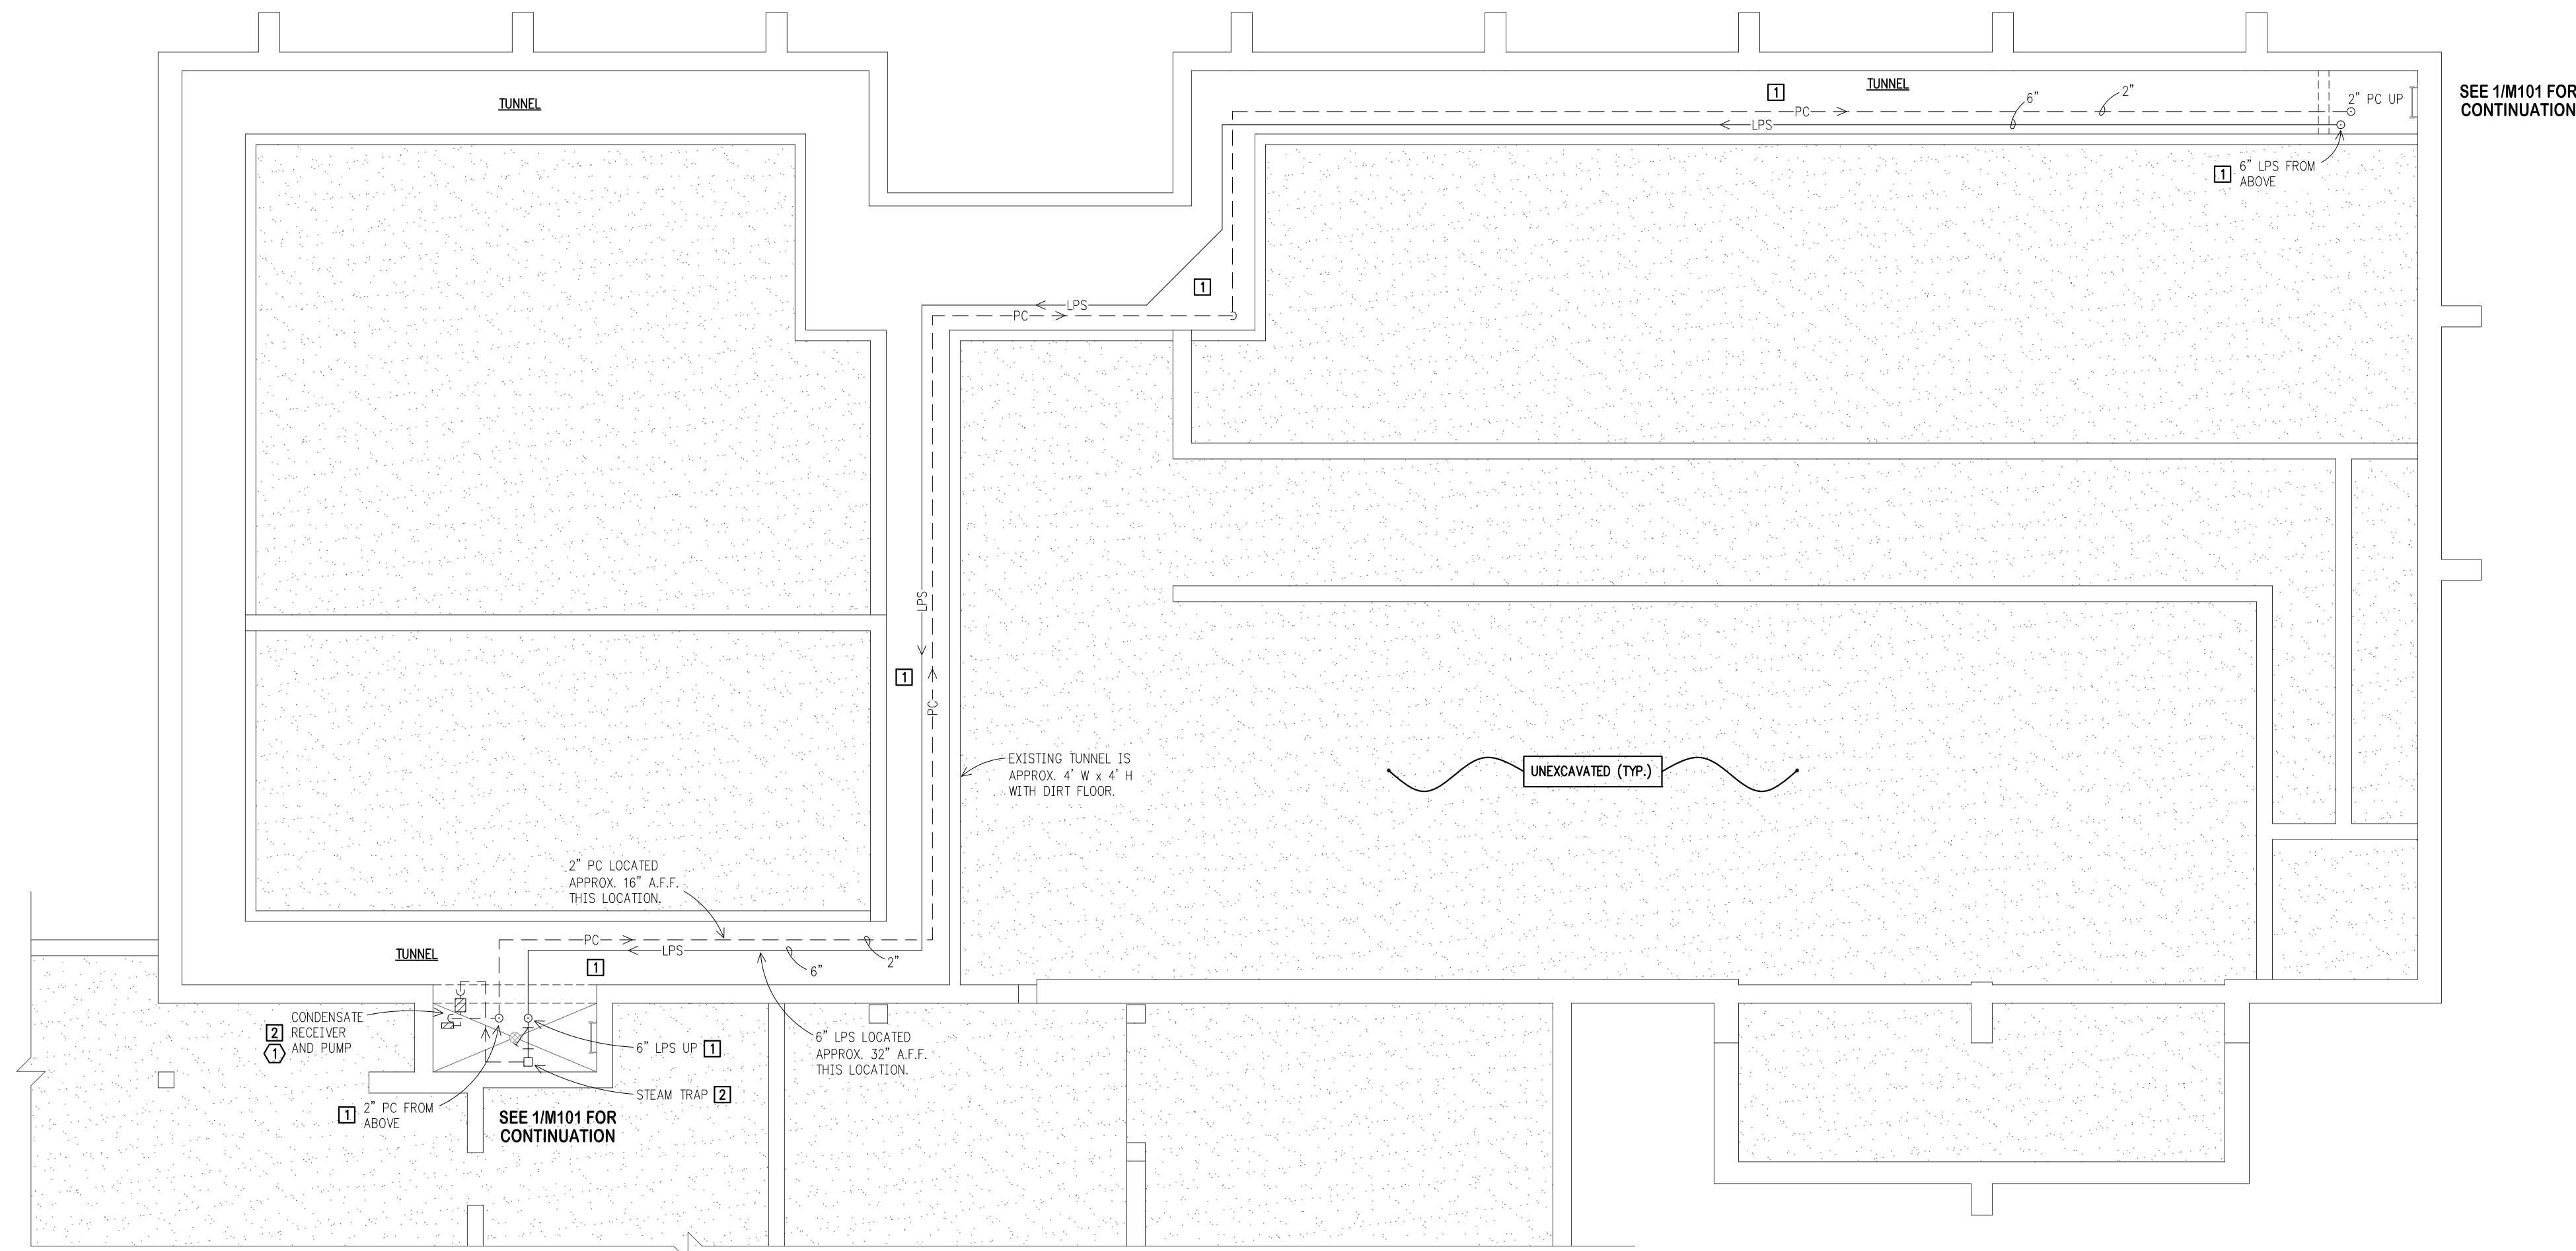 TUNNEL
TUNNEL
1
6"
2"
2" PC UP
SEE 1/M101 FOR
CONTINUATION
PC
LPS
1
6" LPS FROM
ABOVE
1
LPS
PC
LPS
1
PC
EXISTING TUNNEL IS
APPROX. 4' W x 4' H
WITH DIRT FLOOR.
UNEXCAVATED (TYP.)
2" PC LOCATED
APPROX. 16" A.F.F.
THIS LOCATION.
PC
LPS
TUNNEL
1
6"
2"
CONDENSATE
RECEIVER
AND PUMP
2
1
6" LPS UP
1
6" LPS LOCATED
APPROX. 32" A.F.F.
THIS LOCATION.
STEAM TRAP
2
1
2" PC FROM
ABOVE
SEE 1/M101 FOR
CONTINUATION